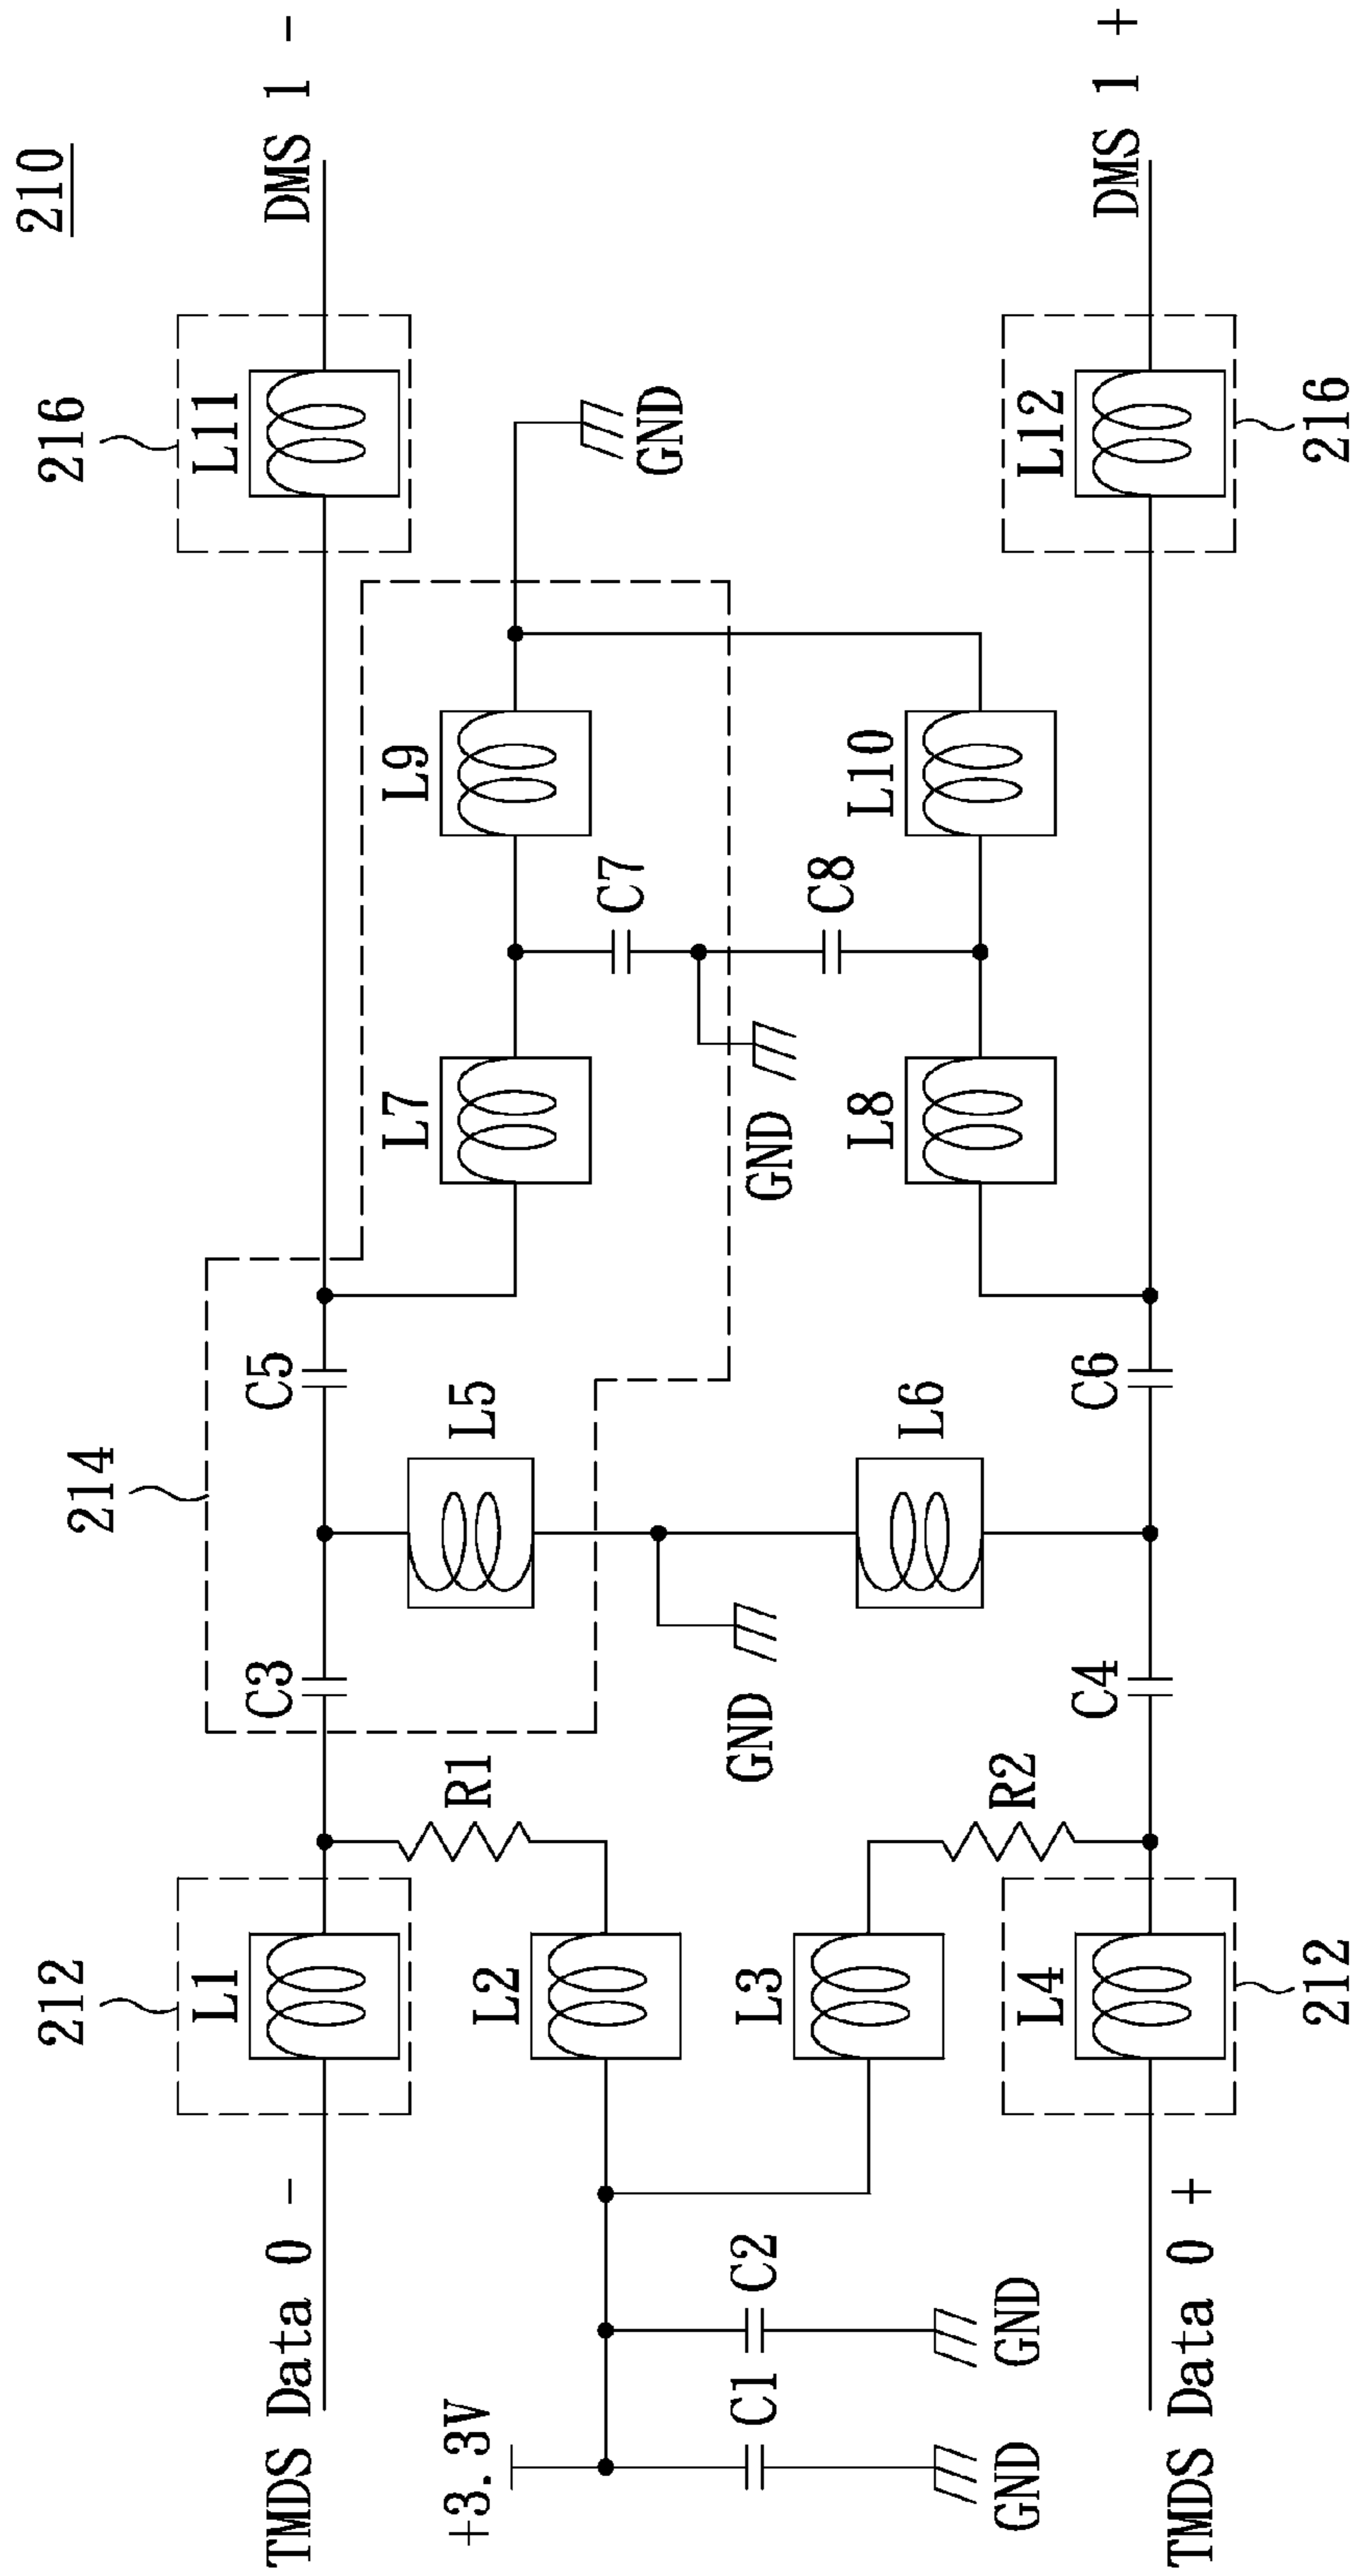 210
TMDS Data 0 -
212
L1
C3
214
C5
216
L11
DMS 1 -
+3.3V
C1
GND
C2
GND
L2
R1
L5
GND
L7
L9
C7
GND
GND
L3
R2
L6
L8
C8
L10
TMDS Data 0 +
L4
212
C4
C6
L12
216
DMS 1 +